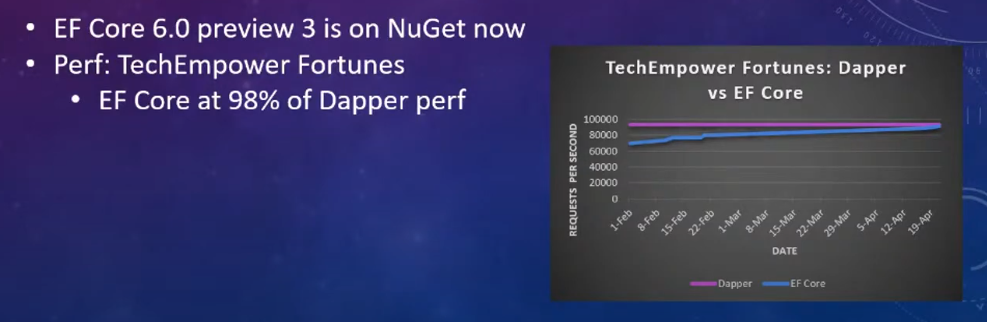 • EF Core 6.0 preview 3 is on NuGet now
• Perf: TechEmpower Fortunes
• EF Core at 98% of Dapper perf
TechEmpower Fortunes: Dapper
vs EF Core
REQUESTS PER SECOND
100000
80000
60000
40000
20000
0
1-Feb
8-Feb
15-Feb
22-Feb
1-Mar
8-Mar
15-Mar
22-Mar
29-Mar
5-Apr
12-Apr
19-Apr
DATE
Dapper
EF Core